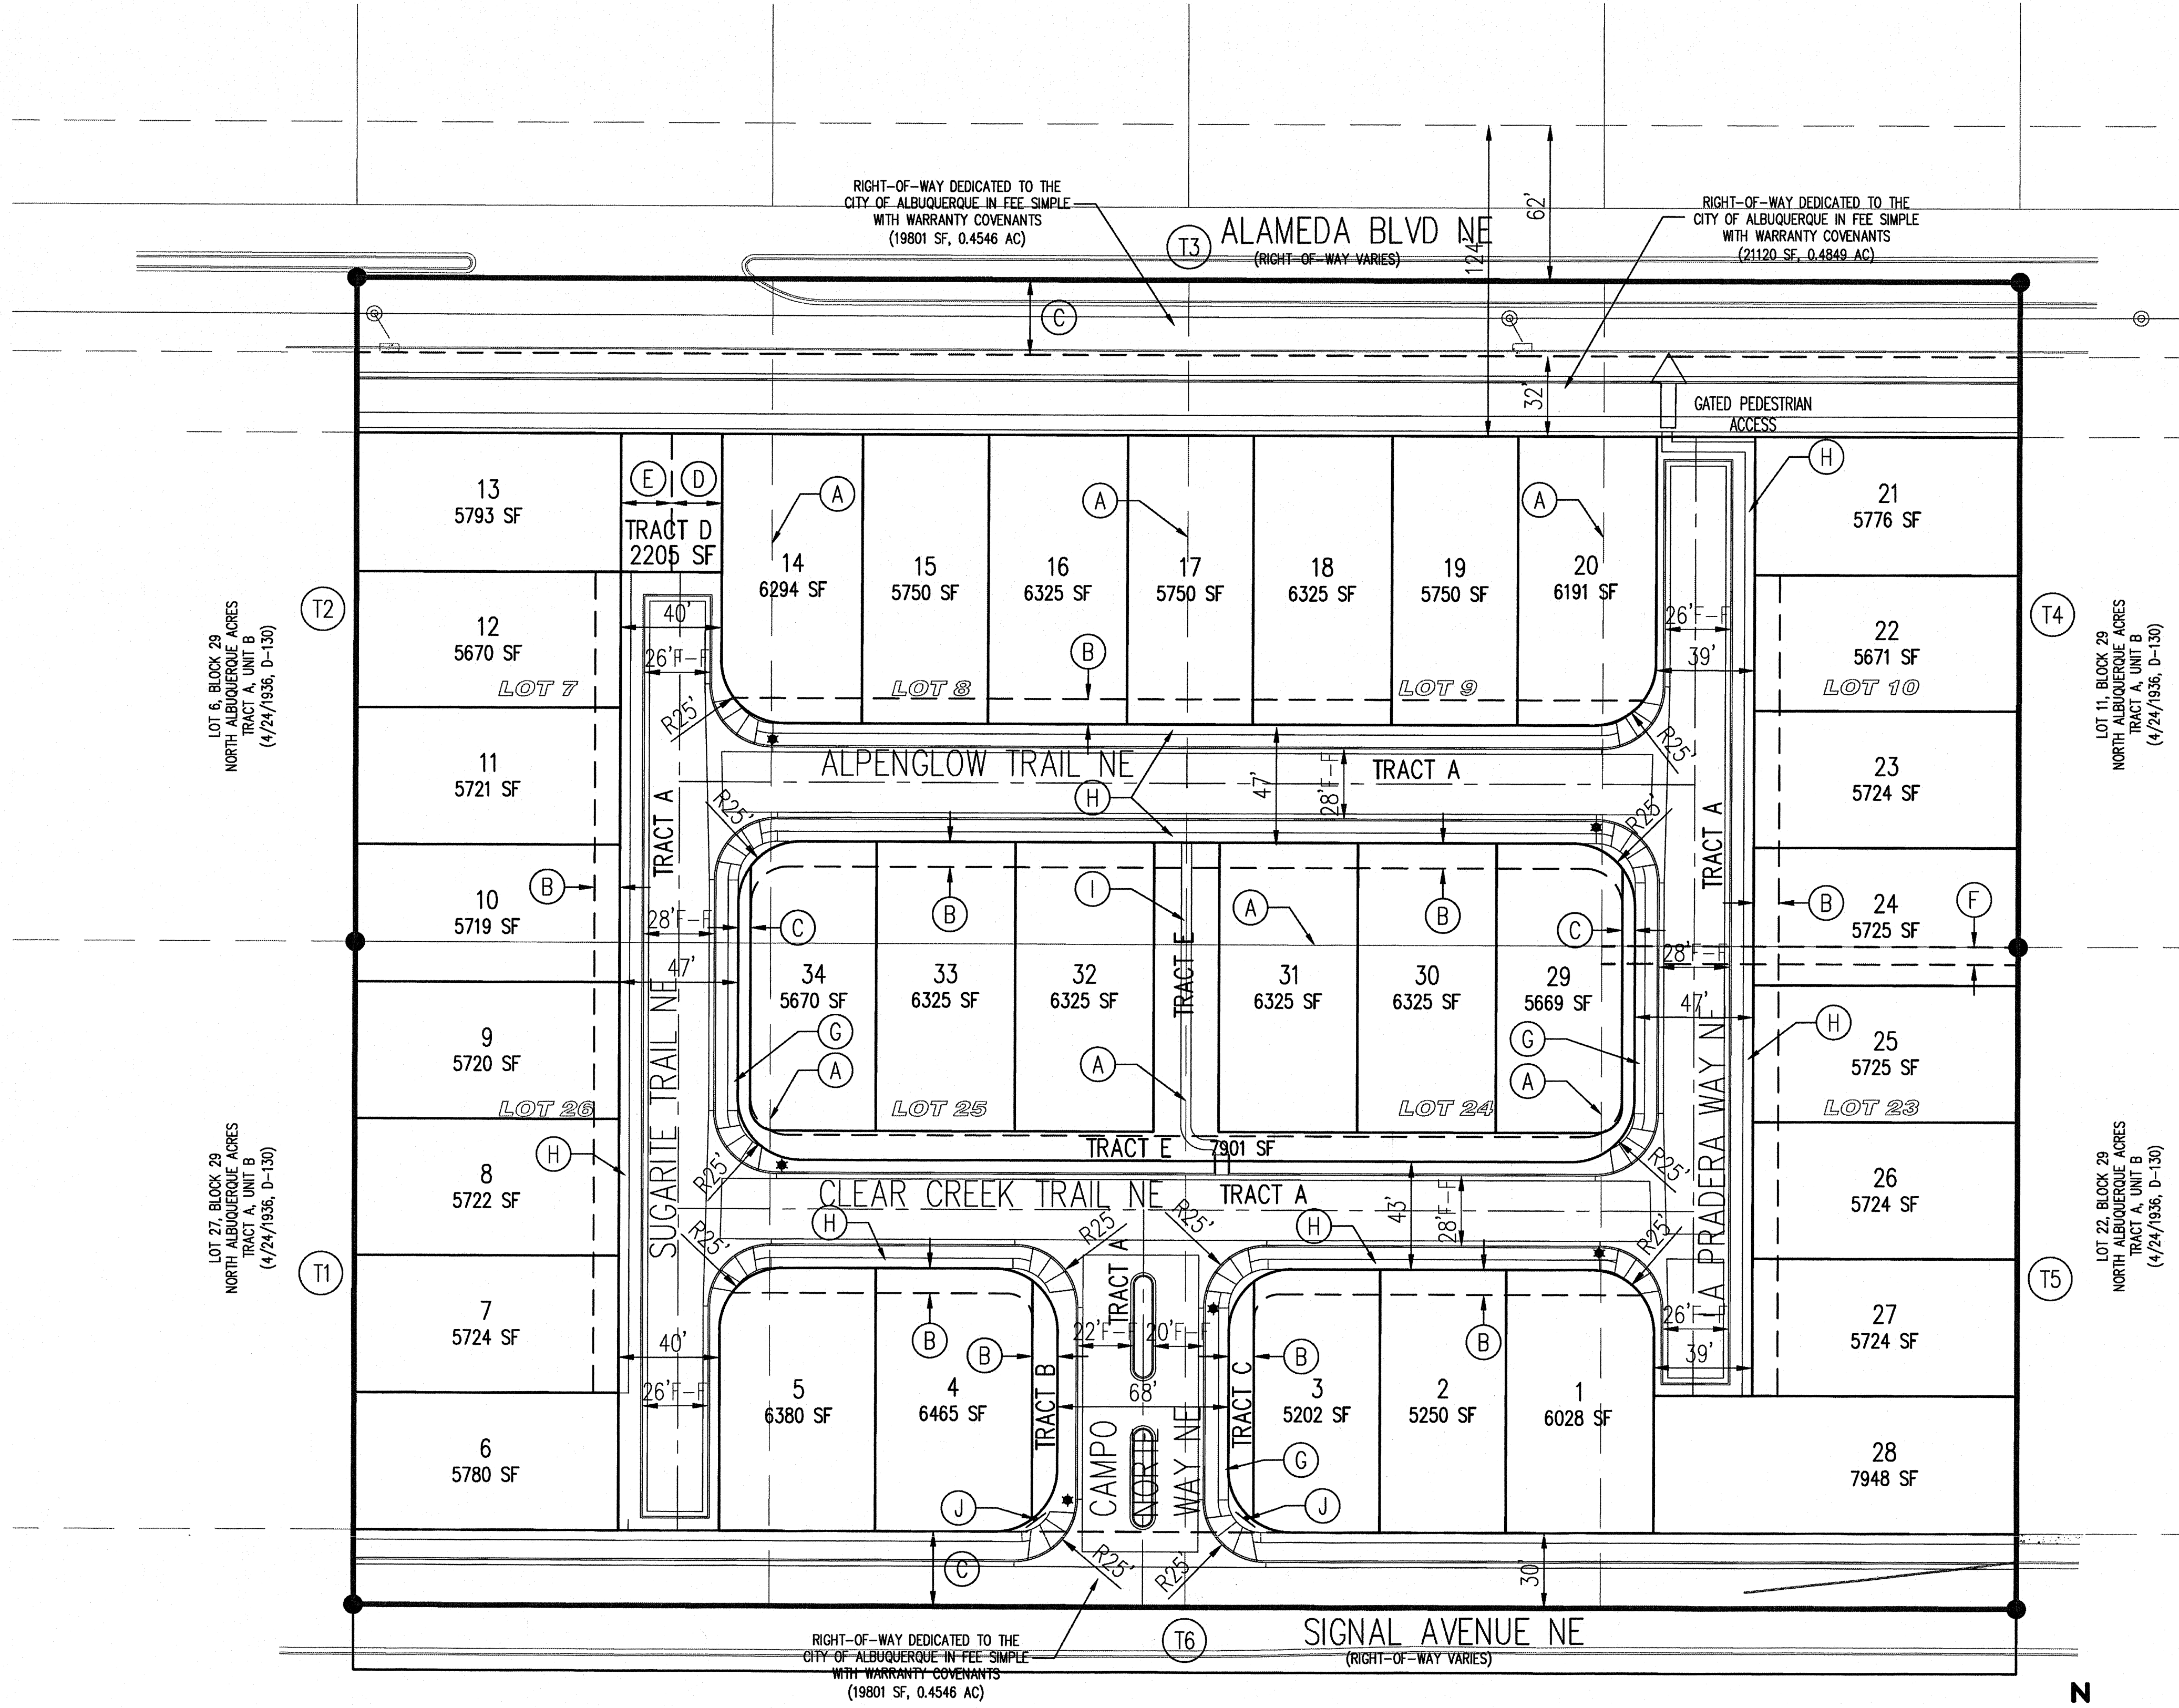 RIGHT-OF-WAY DEDICATED TO THE
CITY OF ALBUQUERQUE IN FEE SIMPLE
WITH WARRANTY COVENANTS
(19801 SF, 0.4546 AC)
T3
ALAMEDA BLVD NE
(RIGHT-OF-WAY VARIES)
124'
62'
RIGHT-OF-WAY DEDICATED TO THE
CITY OF ALBUQUERQUE IN FEE SIMPLE
WITH WARRANTY COVENANTS
(21120 SF, 0.4849 AC)
C
32'
GATED PEDESTRIAN
ACCESS
13
5793 SF
E
D
TRACT D
2205 SF
A
A
A
H
14
6294 SF
15
5750 SF
16
6325 SF
17
5750 SF
18
6325 SF
19
5750 SF
20
6191 SF
21
5776 SF
T2
LOT 6, BLOCK 29
NORTH ALBUQUERQUE ACRES
TRACT A, UNIT B
(4/24/1936, D-130)
12
5670 SF
40'
26'F-F
B
26'F-F
39'
22
5671 SF
T4
LOT 11, BLOCK 29
NORTH ALBUQUERQUE ACRES
TRACT A, UNIT B
(4/24/1936, D-130)
LOT 7
LOT 8
LOT 9
LOT 10
R25'
R25'
11
5721 SF
TRACT A
ALPENGLOW TRAIL NE
TRACT A
H
47'
28'F-F
23
5724 SF
R25'
R25'
TRACT A
10
5719 SF
B
28'F-F
47'
C
B
I
A
B
C
B
24
5725 SF
F
28'F-F
47'
34
5670 SF
33
6325 SF
32
6325 SF
TRACT E
31
6325 SF
30
6325 SF
29
5669 SF
9
5720 SF
SUGARITE TRAIL NE
G
A
A
G
A
LA PRADERA WAY NE
H
25
5725 SF
LOT 26
LOT 25
LOT 24
LOT 23
LOT 27, BLOCK 29
NORTH ALBUQUERQUE ACRES
TRACT A, UNIT B
(4/24/1936, D-130)
8
5722 SF
H
R25'
TRACT E
7901 SF
R25'
26
5724 SF
LOT 22, BLOCK 29
NORTH ALBUQUERQUE ACRES
TRACT A, UNIT B
(4/24/1936, D-130)
CLEAR CREEK TRAIL NE
TRACT A
43'
28'F-F
T1
R25'
H
R25'
TRACT A
R25'
H
R25'
T5
7
5724 SF
40'
26'F-F
B
B
22'F-F
20'F-F
B
B
26'F-F
39'
27
5724 SF
5
6380 SF
4
6465 SF
TRACT B
68'
TRACT C
3
5202 SF
2
5250 SF
1
6028 SF
6
5780 SF
CAMPO
NORTE
WAY NE
G
28
7948 SF
J
J
C
R25'
R25'
30'
RIGHT-OF-WAY DEDICATED TO THE
CITY OF ALBUQUERQUE IN FEE SIMPLE
WITH WARRANTY COVENANTS
(19801 SF, 0.4546 AC)
T6
SIGNAL AVENUE NE
(RIGHT-OF-WAY VARIES)
N